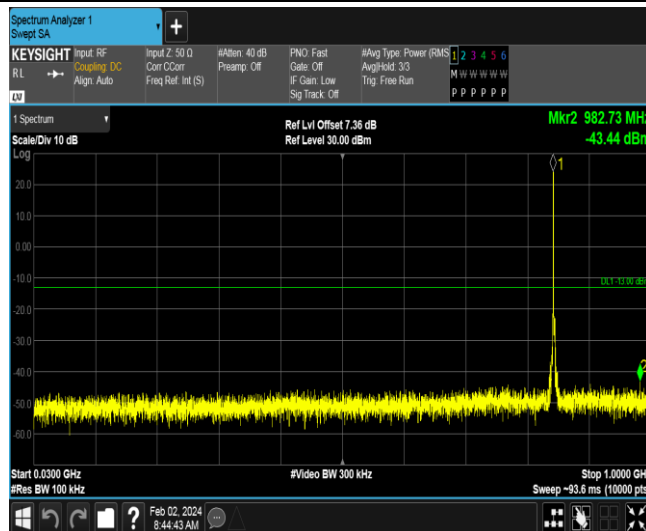 Spectrum Analyzer 1
Swept SA
+
KEYSIGHT Input: RF Input Z: 50 Ω #Atten: 40 dB PNO: Fast #Avg Type: Power (RMS 1 2 3 4 5 6
RL Coupling: DC Corr CCorr Preamp: Off Gate: Off Avg|Hold: 3/3 M W W W W W
Align: Auto Freq Ref: Int (S) IF Gain: Low Trig: Free Run
LXI Sig Track: Off P P P P P P
1 Spectrum Ref Lvl Offset 7.36 dB Mkr2 982.73 MHz
Scale/Div 10 dB Ref Level 30.00 dBm -43.44 dBm
Log
1
20.0
10.0
0.00
-10.0
DL1 -13.00 dBm
-20.0
-30.0
-40.0
2
-50.0
-60.0
Start 0.0300 GHz #Video BW 300 kHz Stop 1.0000 GHz
#Res BW 100 kHz Sweep ~93.6 ms (10000 pts
? Feb 02, 2024
8:44:43 AM